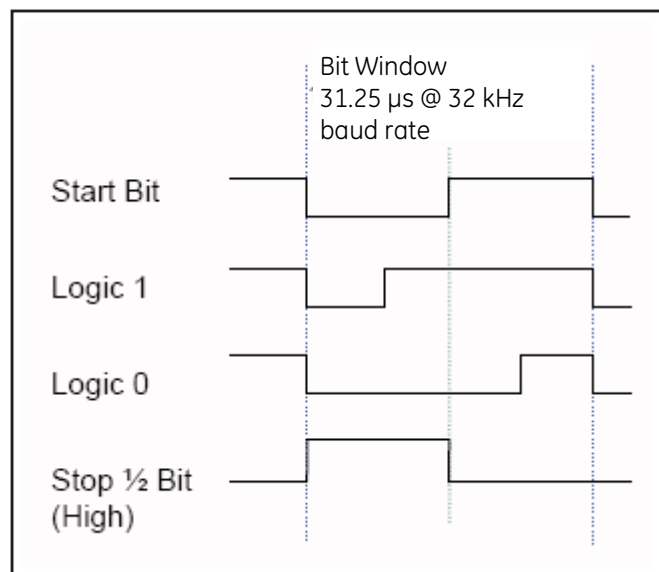 Bit Window
31.25 µs @ 32 kHz
baud rate
Start Bit
Logic 1
Logic 0
Stop ½ Bit
(High)